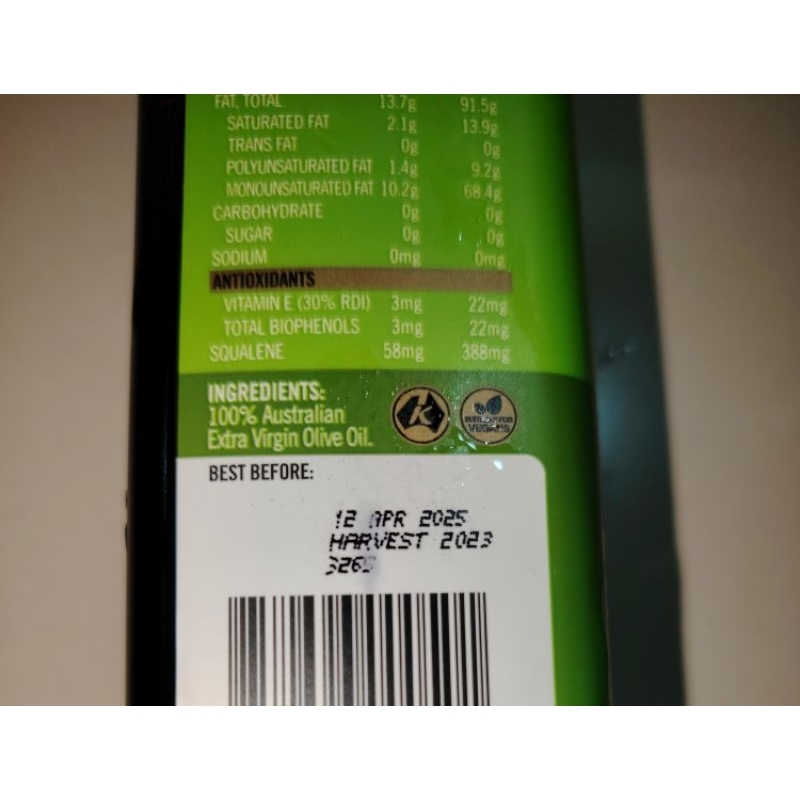 FAT, TOTAL 13.7g 91.5g
SATURATED FAT 2.1g 13.9g
TRANS FAT 0g 0g
POLYUNSATURATED FAT 1.4g 9.2g
MONOUNSATURATED FAT 10.2g 68.4g
CARBOHYDRATE 0g 0g
SUGAR 0g 0g
SODIUM 0mg 0mg
ANTIOXIDANTS
VITAMIN E (30% RDI) 3mg 22mg
TOTAL BIOPHENOLS 3mg 22mg
SQUALENE 58mg 388mg
INGREDIENTS:
100% Australian
Extra Virgin Olive Oil.
K
VEGANS
BEST BEFORE:
12 APR 2025
HARVEST 2023